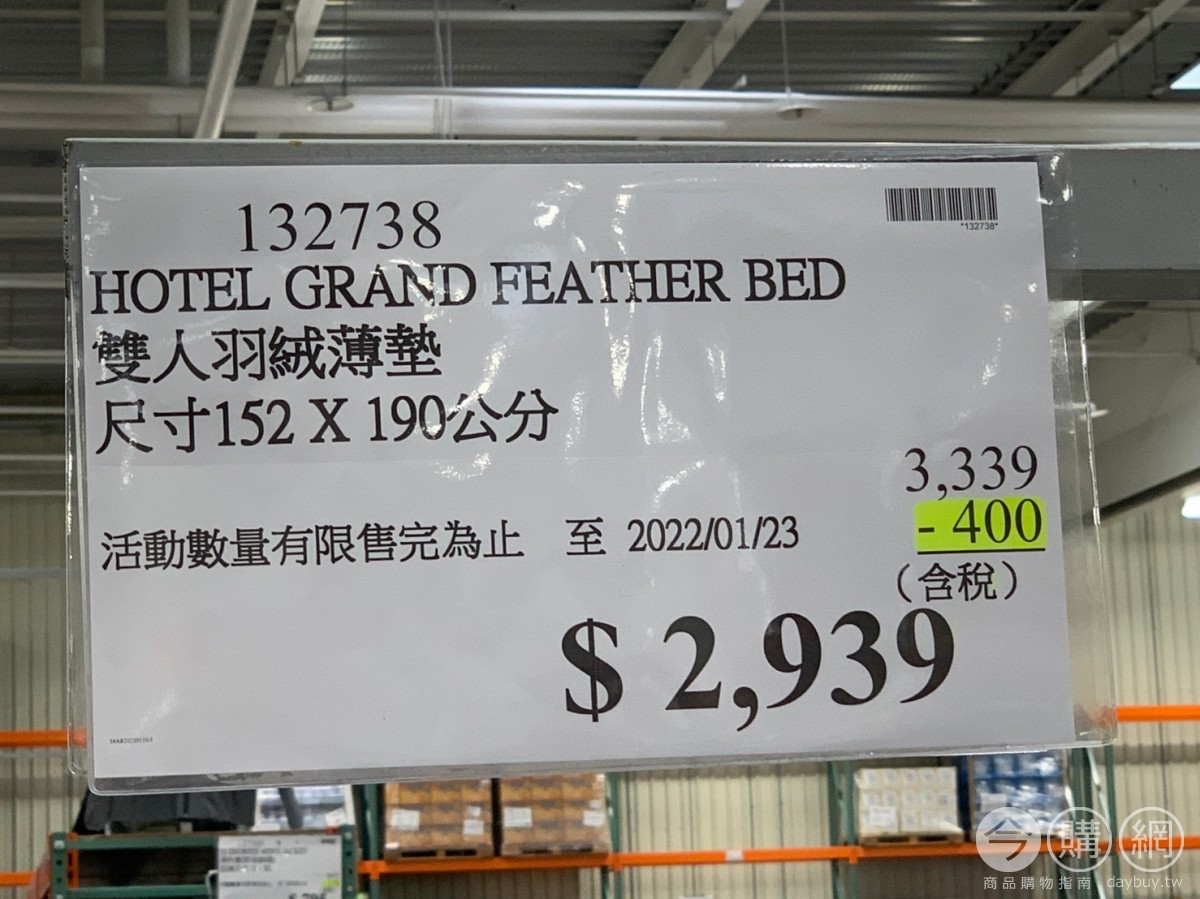 132738
*132738*
HOTEL GRAND FEATHER BED
雙人羽絨薄墊
尺寸152 X 190公分
3,339
- 400
活動數量有限售完為止 至 2022/01/23
(含稅)
$ 2,939
今購網
商品購物指南 daybuy.tw